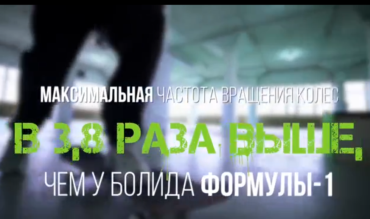 МАКСИМАЛЬНАЯ ЧАСТОТА ВРАЩЕНИЯ КОЛЕС
В 3,8 РАЗА ВЫШЕ,
ЧЕМ У БОЛИДА ФОРМУЛЫ-1